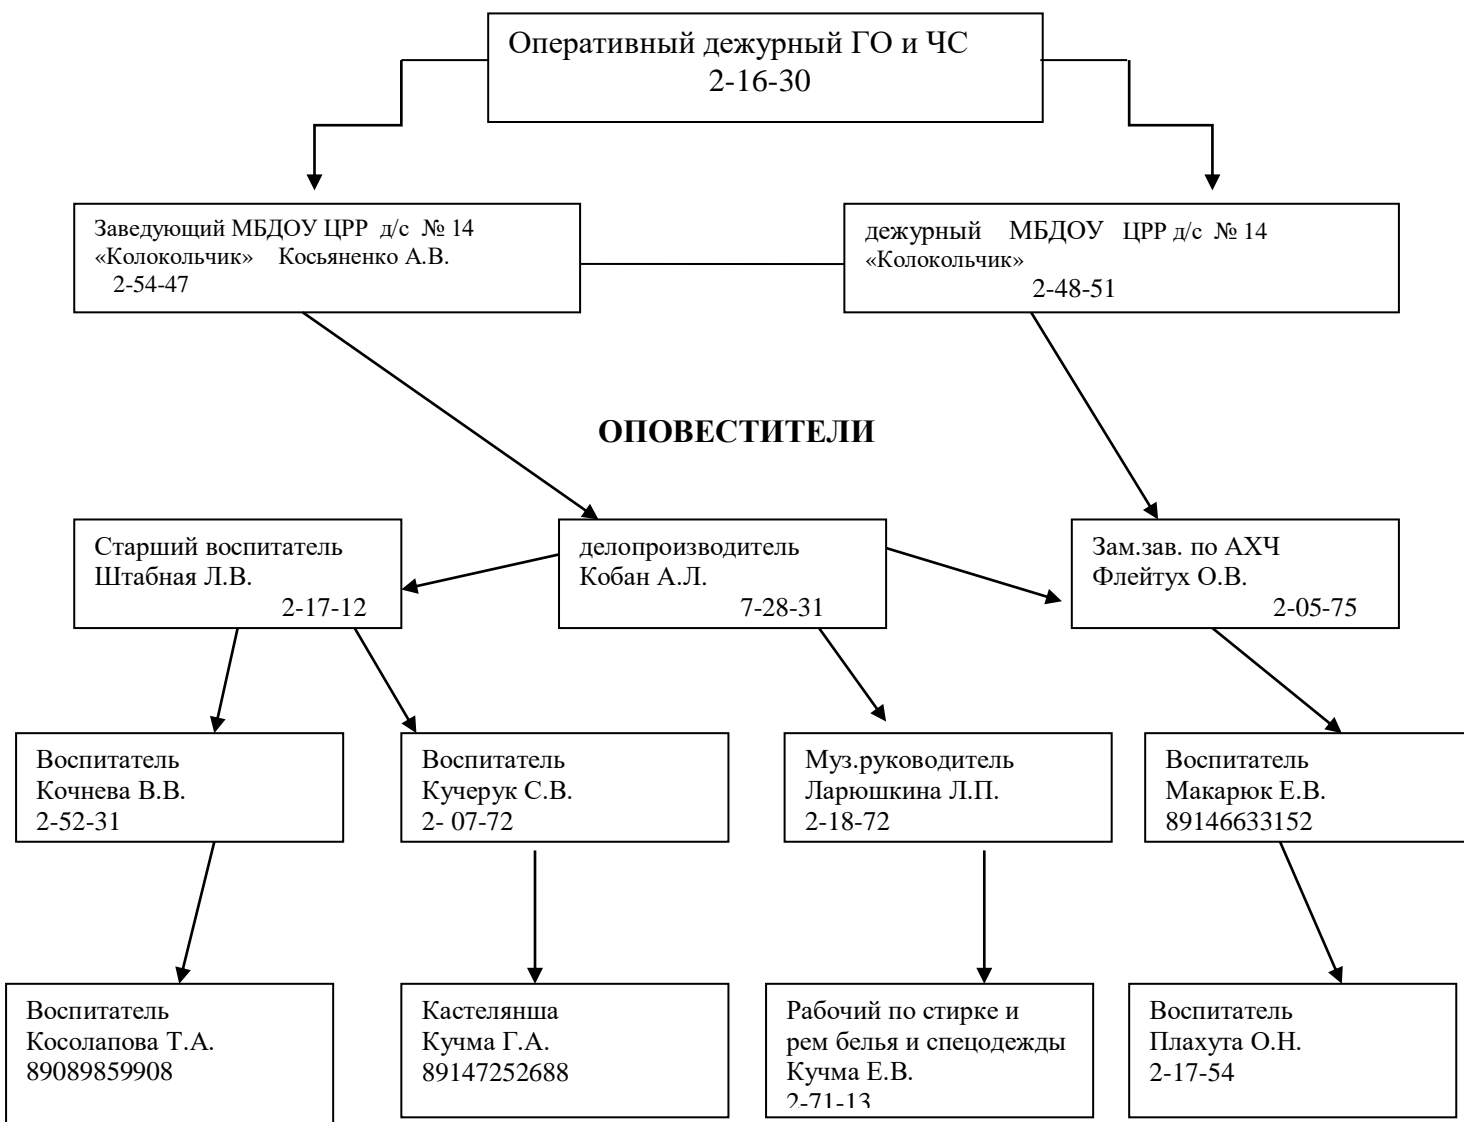 Оперативный дежурный ГО и ЧС
2-16-30
Заведующий МБДОУ ЦРР д/с № 14
«Колокольчик» Косьяненко А.В.
2-54-47
дежурный МБДОУ ЦРР д/с № 14
«Колокольчик»
2-48-51
ОПОВЕСТИТЕЛИ
Старший воспитатель
Штабная Л.В.
2-17-12
делопроизводитель
Кобан А.Л.
7-28-31
Зам.зав. по АХЧ
Флейтух О.В.
2-05-75
Воспитатель
Кочнева В.В.
2-52-31
Воспитатель
Кучерук С.В.
2- 07-72
Муз.руководитель
Ларюшкина Л.П.
2-18-72
Воспитатель
Макарюк Е.В.
89146633152
Воспитатель
Косолапова Т.А.
89089859908
Кастелянша
Кучма Г.А.
89147252688
Рабочий по стирке и
рем белья и спецодежды
Кучма Е.В.
2-71-13
Воспитатель
Плахута О.Н.
2-17-54